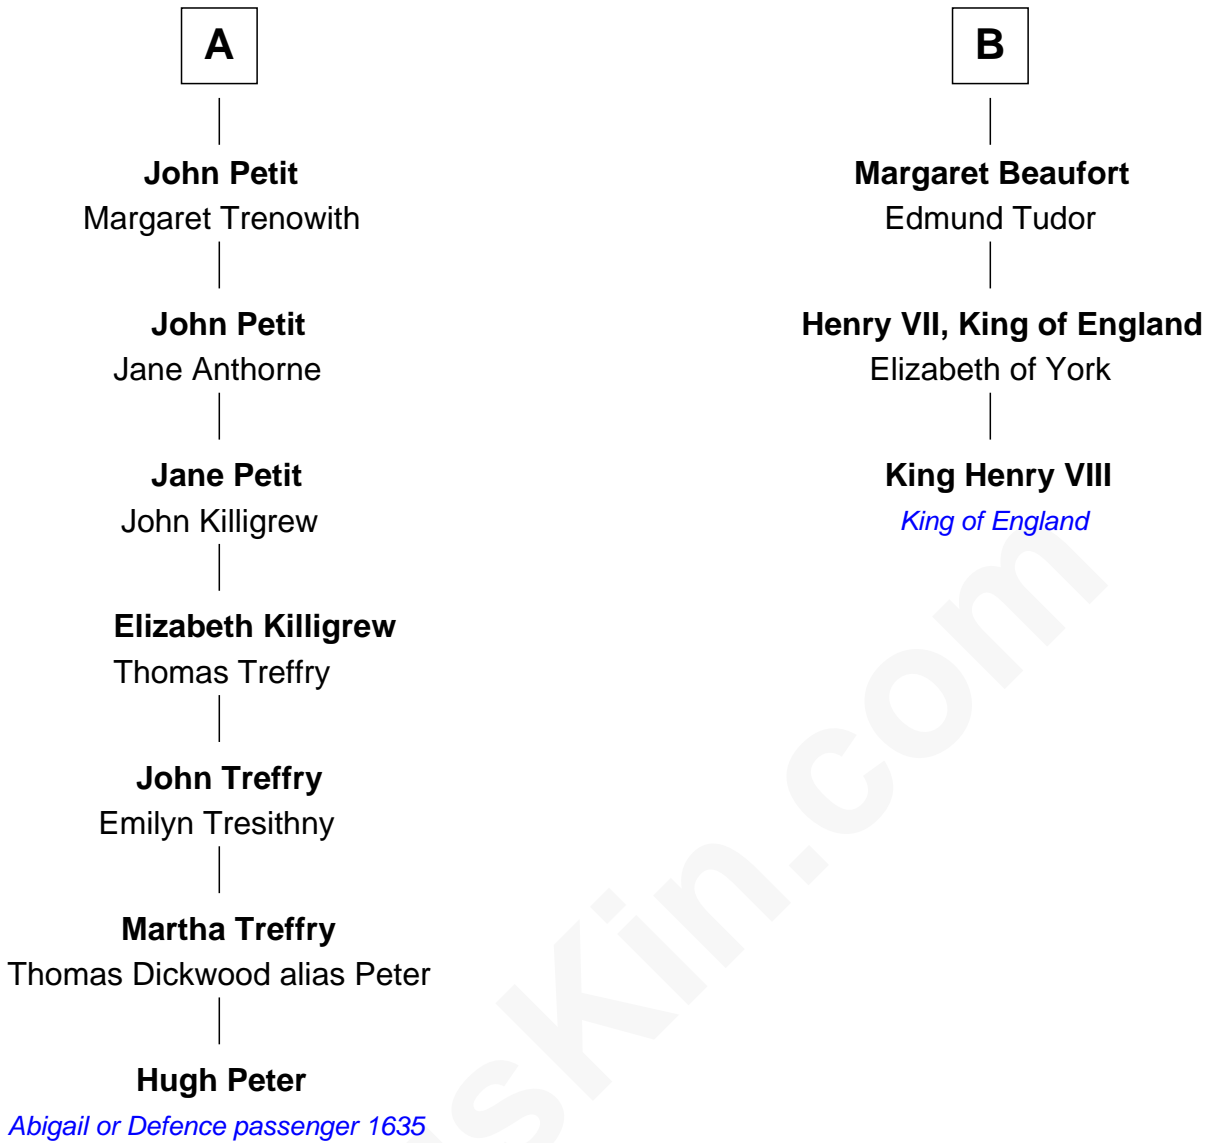 A
John Petit
Margaret Trenowith
John Petit
Jane Anthorne
Jane Petit
John Killigrew
Elizabeth Killigrew
Thomas Treffry
John Treffry
Emilyn Tresithny
Martha Treffry
Thomas Dickwood alias Peter
Hugh Peter
Abigail or Defence passenger 1635
B
Margaret Beaufort
Edmund Tudor
Henry VII, King of England
Elizabeth of York
King Henry VIII
King of England
sKin.com